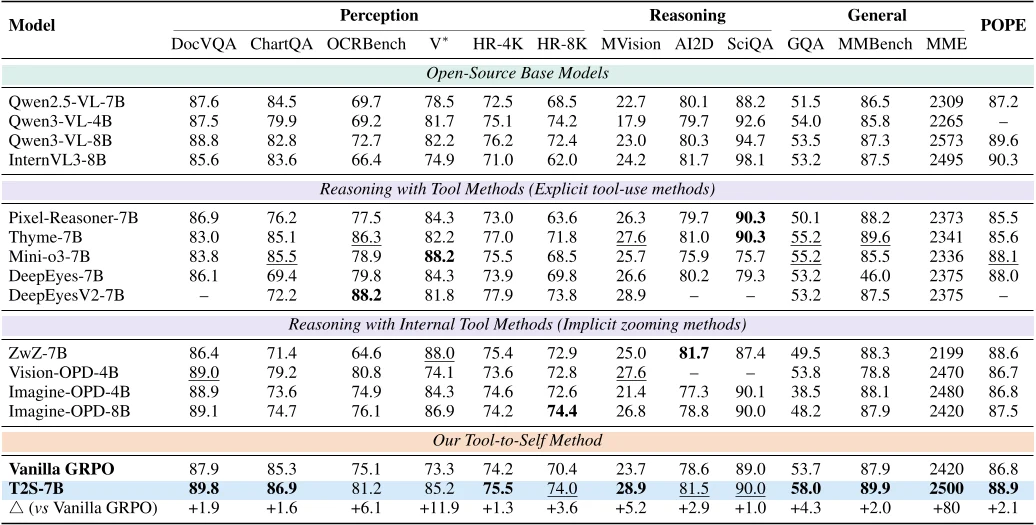 Model Perception Reasoning General POPE
DocVQA ChartQA OCRBench V* HR-4K HR-8K MVision AI2D SciQA GQA MMBench MME
Open-Source Base Models
Qwen2.5-VL-7B 87.6 84.5 69.7 78.5 72.5 68.5 22.7 80.1 88.2 51.5 86.5 2309 87.2
Qwen3-VL-4B 87.5 79.9 69.2 81.7 75.1 74.2 17.9 79.7 92.6 54.0 85.8 2265 –
Qwen3-VL-8B 88.8 82.8 72.7 82.2 76.2 72.4 23.0 80.3 94.7 53.5 87.3 2573 89.6
InternVL3-8B 85.6 83.6 66.4 74.9 71.0 62.0 24.2 81.7 98.1 53.2 87.5 2495 90.3
Reasoning with Tool Methods (Explicit tool-use methods)
Pixel-Reasoner-7B 86.9 76.2 77.5 84.3 73.0 63.6 26.3 79.7 90.3 50.1 88.2 2373 85.5
Thyme-7B 83.0 85.1 86.3 82.2 77.0 71.8 27.6 81.0 90.3 55.2 89.6 2341 85.6
Mini-o3-7B 83.8 85.5 78.9 88.2 75.5 68.5 25.7 75.9 75.7 55.2 85.5 2336 88.1
DeepEyes-7B 86.1 69.4 79.8 84.3 73.9 69.8 26.6 80.2 79.3 53.2 46.0 2375 88.0
DeepEyesV2-7B – 72.2 88.2 81.8 77.9 73.8 28.9 – – 53.2 87.5 2375 –
Reasoning with Internal Tool Methods (Implicit zooming methods)
ZwZ-7B 86.4 71.4 64.6 88.0 75.4 72.9 25.0 81.7 87.4 49.5 88.3 2199 88.6
Vision-OPD-4B 89.0 79.2 80.8 74.1 73.6 72.8 27.6 – – 53.8 78.8 2470 86.7
Imagine-OPD-4B 88.9 73.6 74.9 84.3 74.6 72.6 21.4 77.3 90.1 38.5 88.1 2480 86.8
Imagine-OPD-8B 89.1 74.7 76.1 86.9 74.2 74.4 26.8 78.8 90.0 48.2 87.9 2420 87.5
Our Tool-to-Self Method
Vanilla GRPO 87.9 85.3 75.1 73.3 74.2 70.4 23.7 78.6 89.0 53.7 87.9 2420 86.8
T2S-7B 89.8 86.9 81.2 85.2 75.5 74.0 28.9 81.5 90.0 58.0 89.9 2500 88.9
△ (vs Vanilla GRPO) +1.9 +1.6 +6.1 +11.9 +1.3 +3.6 +5.2 +2.9 +1.0 +4.3 +2.0 +80 +2.1